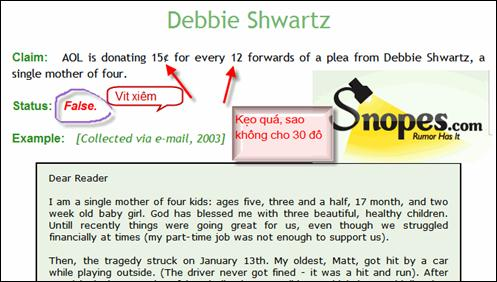 Debbie Shwartz
Claim: AOL is donating 15¢ for every 12 forwards of a plea from Debbie Shwartz, a
single mother of four.
Status: False.
Vit xiêm
Example: [Collected via e-mail, 2003]
Kẹo quá, sao
không cho 30 đô
Snopes.com
Rumor Has It
Dear Reader
I am a single mother of four kids: ages five, three and a half, 17 month, and two
week old baby girl. God has blessed me with three beautiful, healthy children.
Untill recently things were going great for us, even though we struggled
financially at times (my part-time job was not enough to support us).
Then, the tragedy struck on January 13th. My oldest, Matt, got hit by a car
while playing outside. (The driver never got fined - it was a hit and run). After